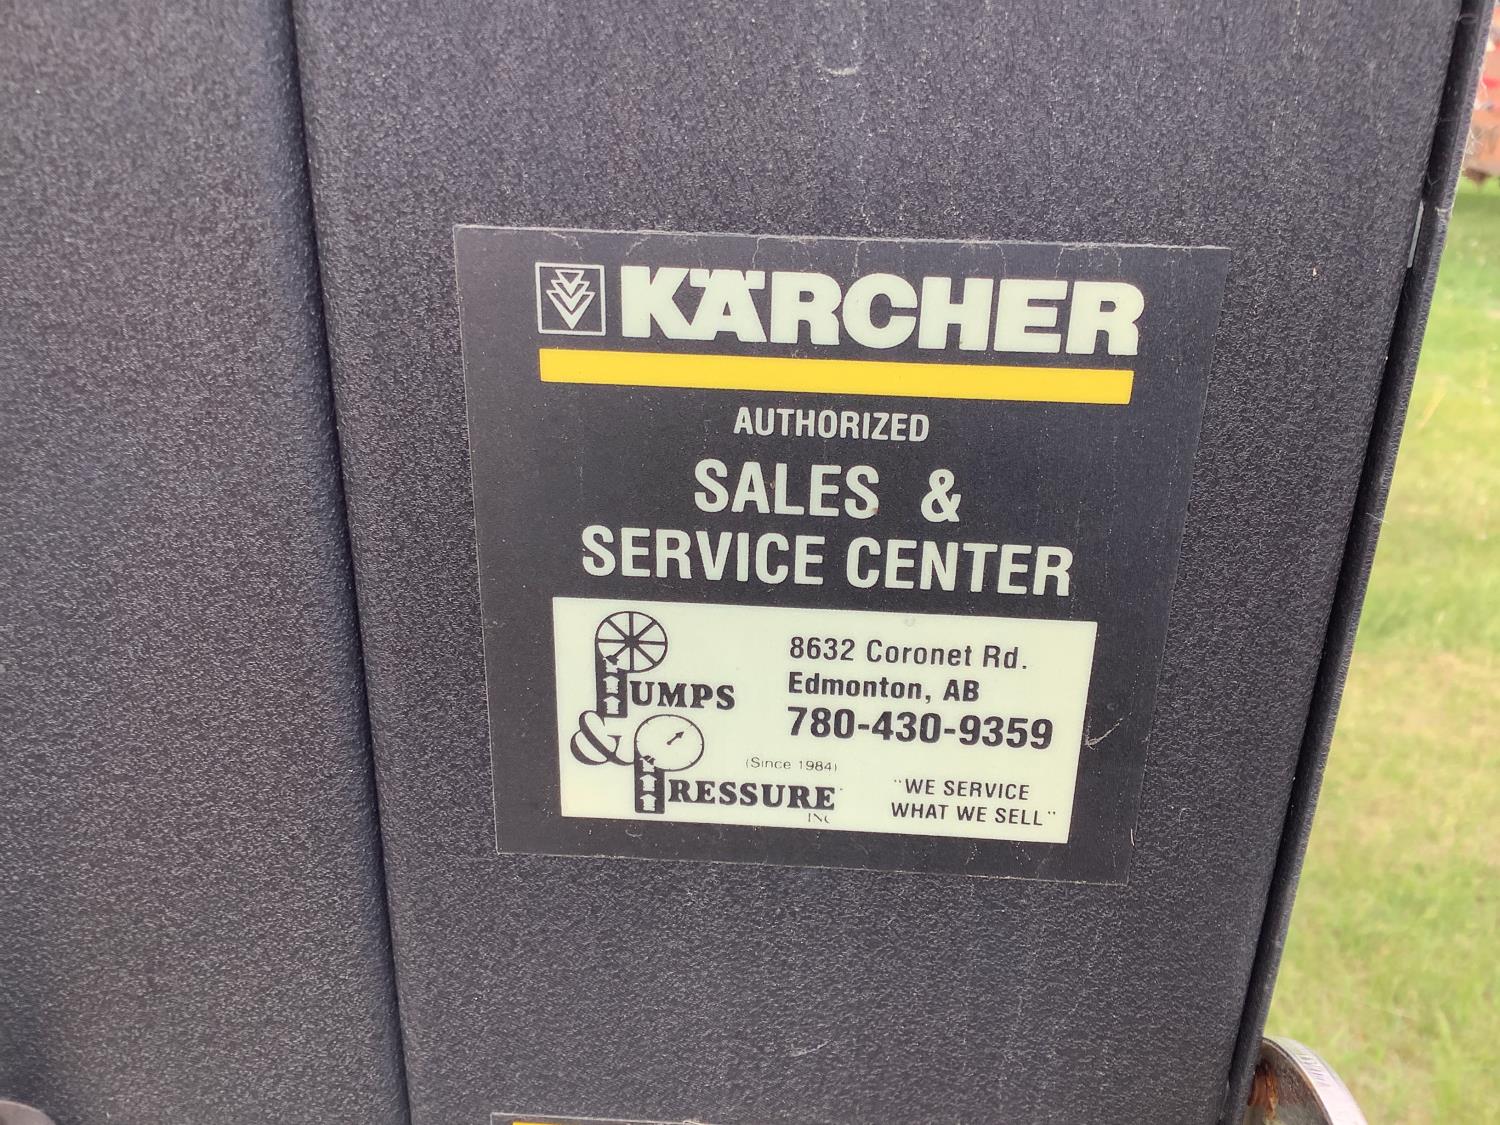 KÄRCHER
AUTHORIZED
SALES &
SERVICE CENTER
PUMPS
&
PRESSURE
INC
(Since 1984)
8632 Coronet Rd.
Edmonton, AB
780-430-9359
"WE SERVICE
WHAT WE SELL"